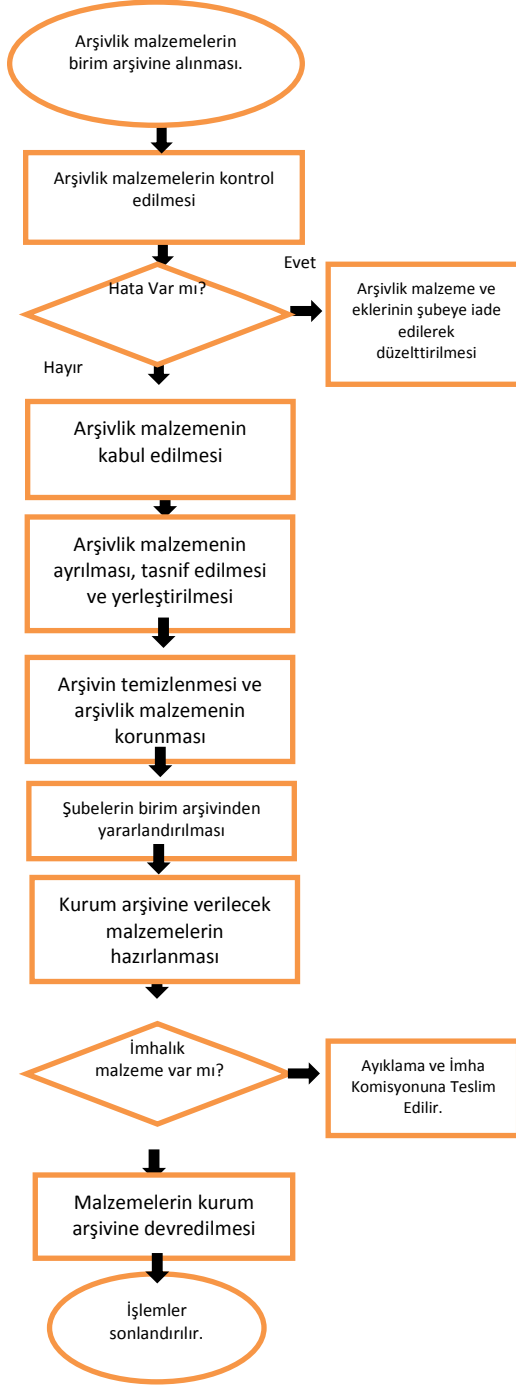 Arşivlik malzemelerin
birim arşivine alınması.
Arşivlik malzemelerin kontrol
edilmesi
Hata Var mı?
Evet
Arşivlik malzeme ve
eklerinin şubeye iade
edilerek
düzelttirilmesi
Hayır
Arşivlik malzemenin
kabul edilmesi
Arşivlik malzemenin
ayrılması, tasnif edilmesi
ve yerleştirilmesi
Arşivin temizlenmesi ve
arşivlik malzemenin
korunması
Şubelerin birim arşivinden
yararlandırılması
Kurum arşivine verilecek
malzemelerin
hazırlanması
İmhalık
malzeme var mı?
Ayıklama ve İmha
Komisyonuna Teslim
Edilir.
Malzemelerin kurum
arşivine devredilmesi
İşlemler
sonlandırılır.